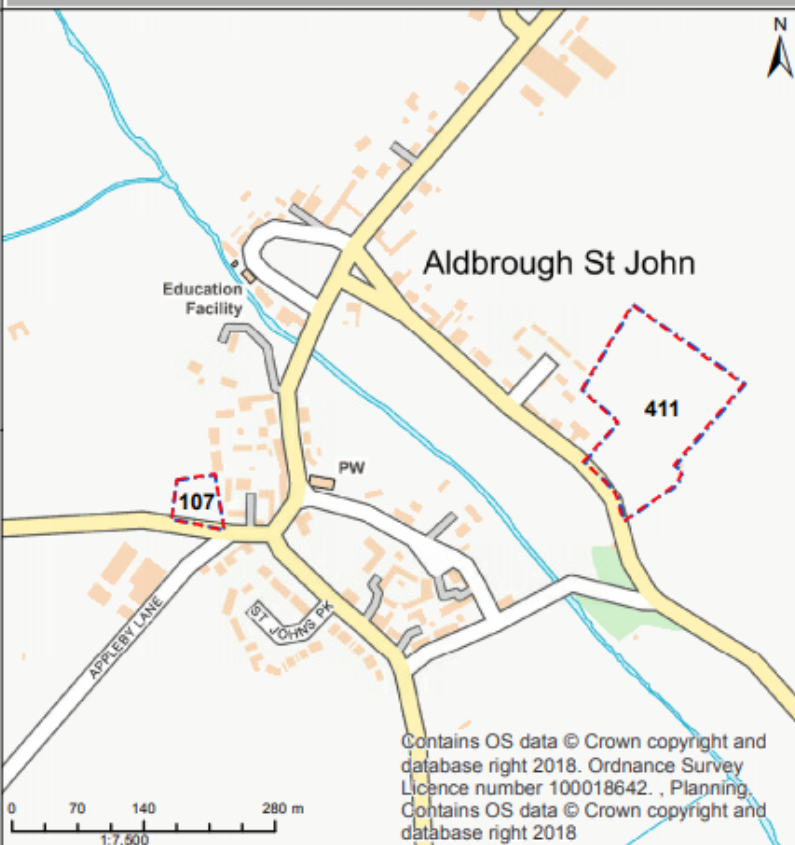 N
Aldbrough St John
Education
Facility
411
PW
107
ST JOHNS PK
APPLEBY LANE
Contains OS data © Crown copyright and
database right 2018. Ordnance Survey
Licence number 100018642. , Planning,
Contains OS data © Crown copyright and
database right 2018
0 70 140 280 m
1:7,500